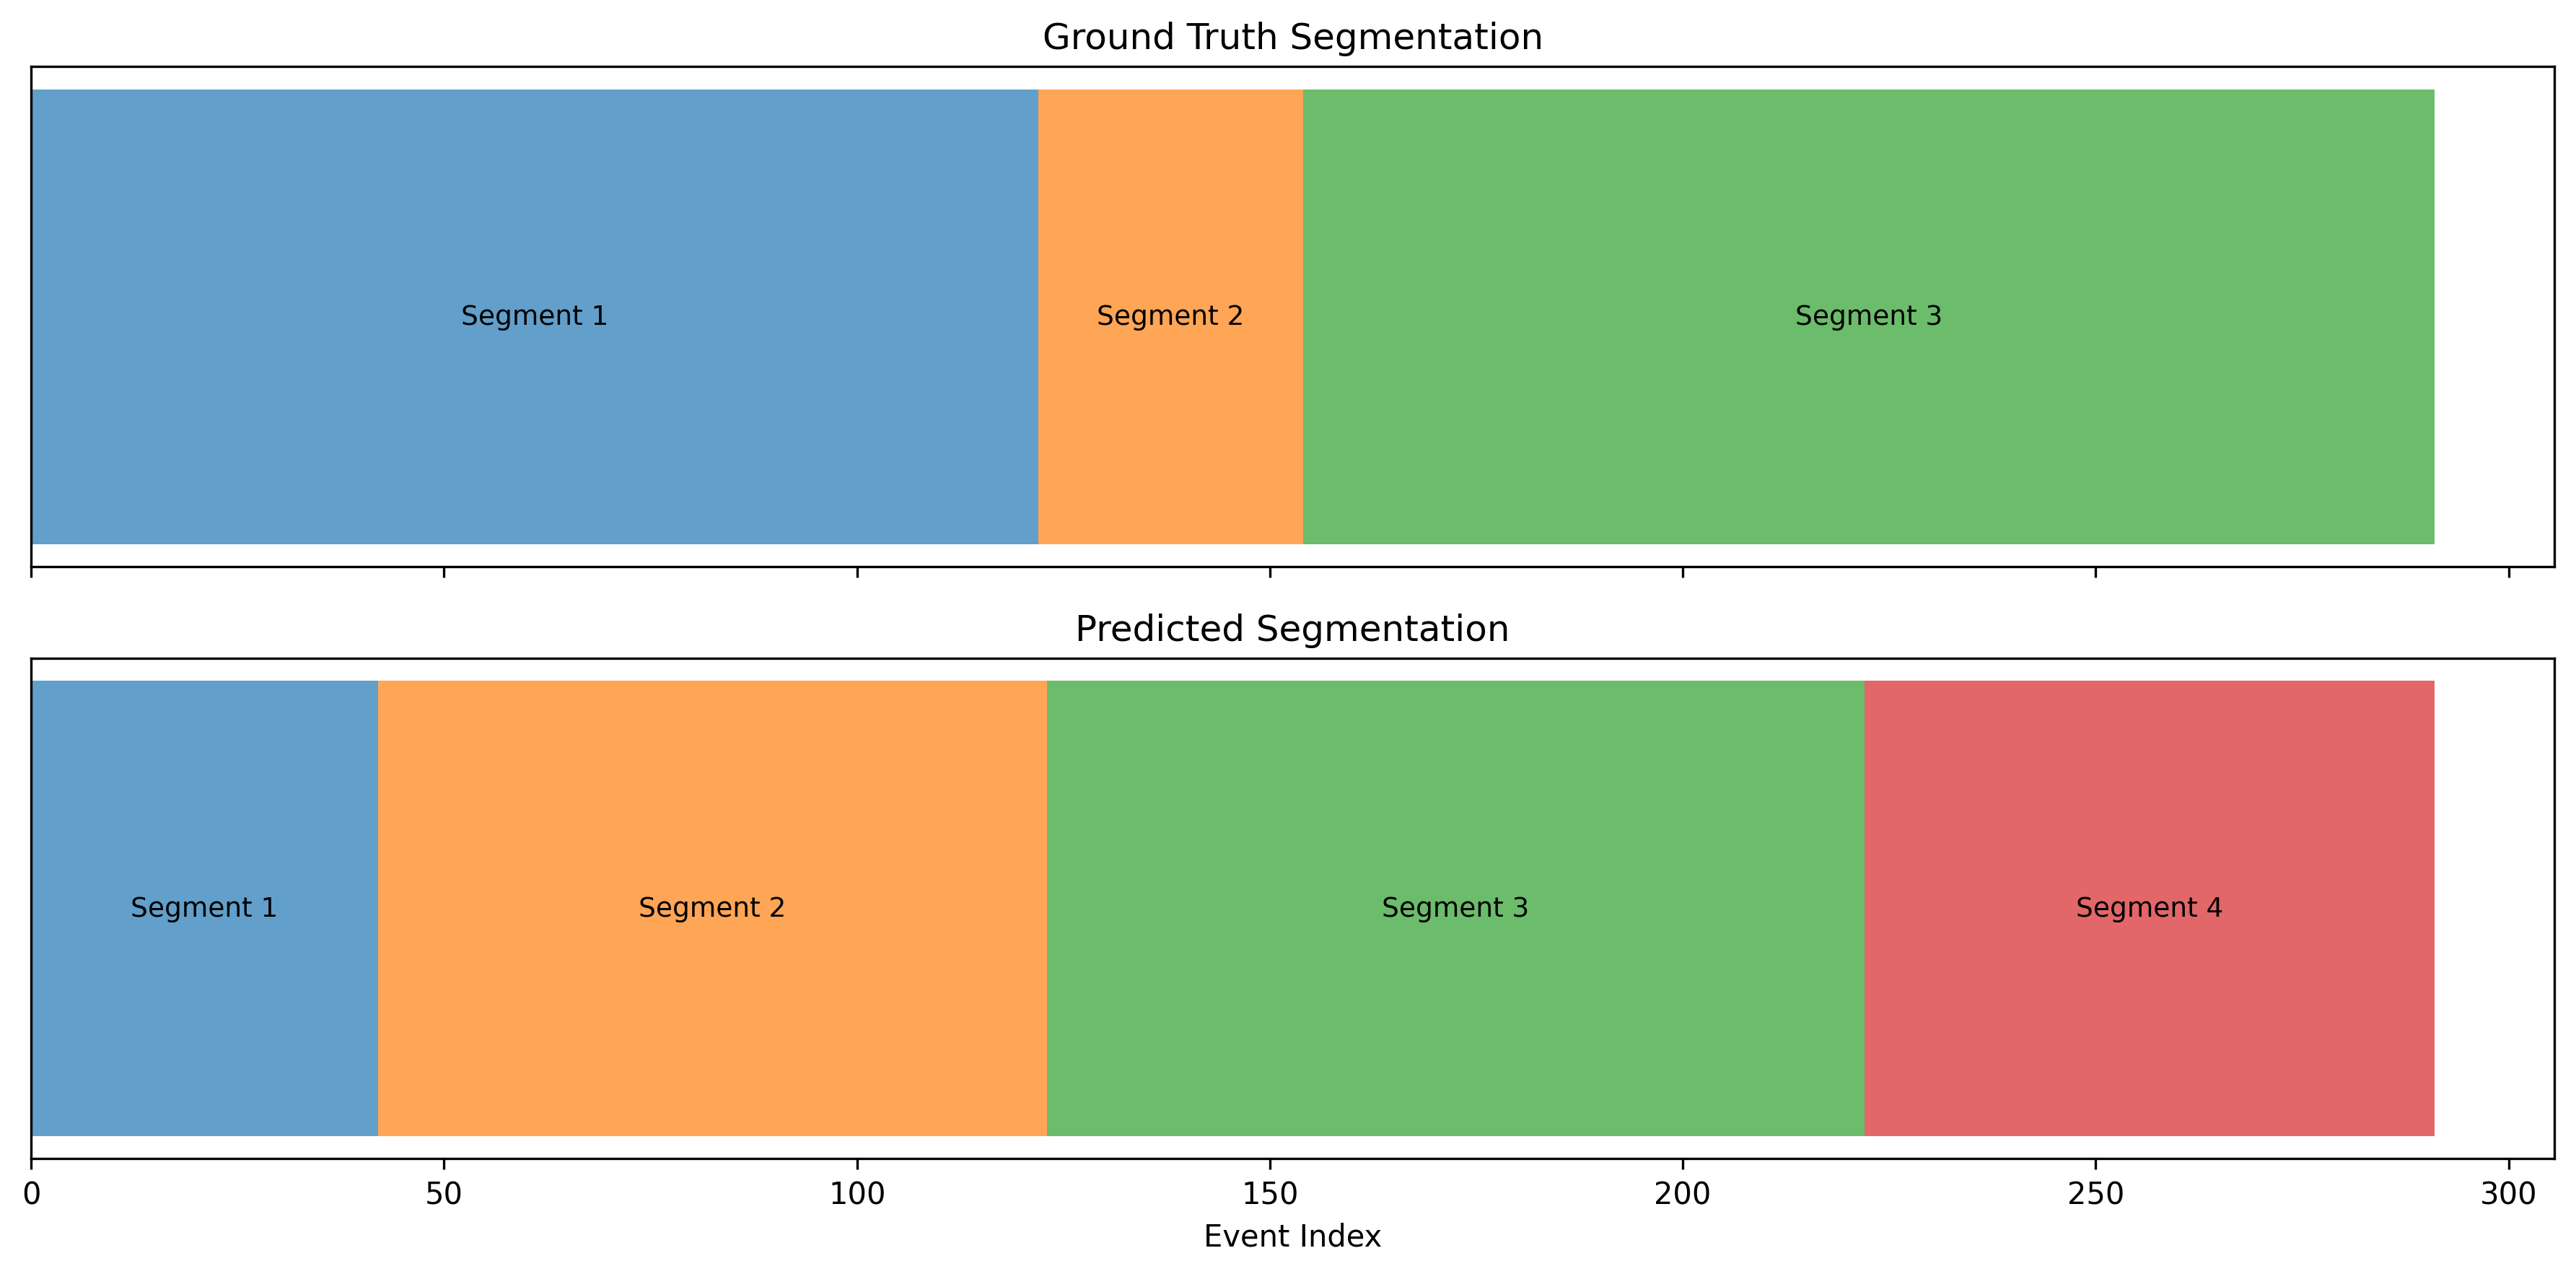 Ground Truth Segmentation
Segment 1 Segment 2 Segment 3
Predicted Segmentation
Segment 1 Segment 2 Segment 3 Segment 4
0 50 100 150 200 250 300
Event Index